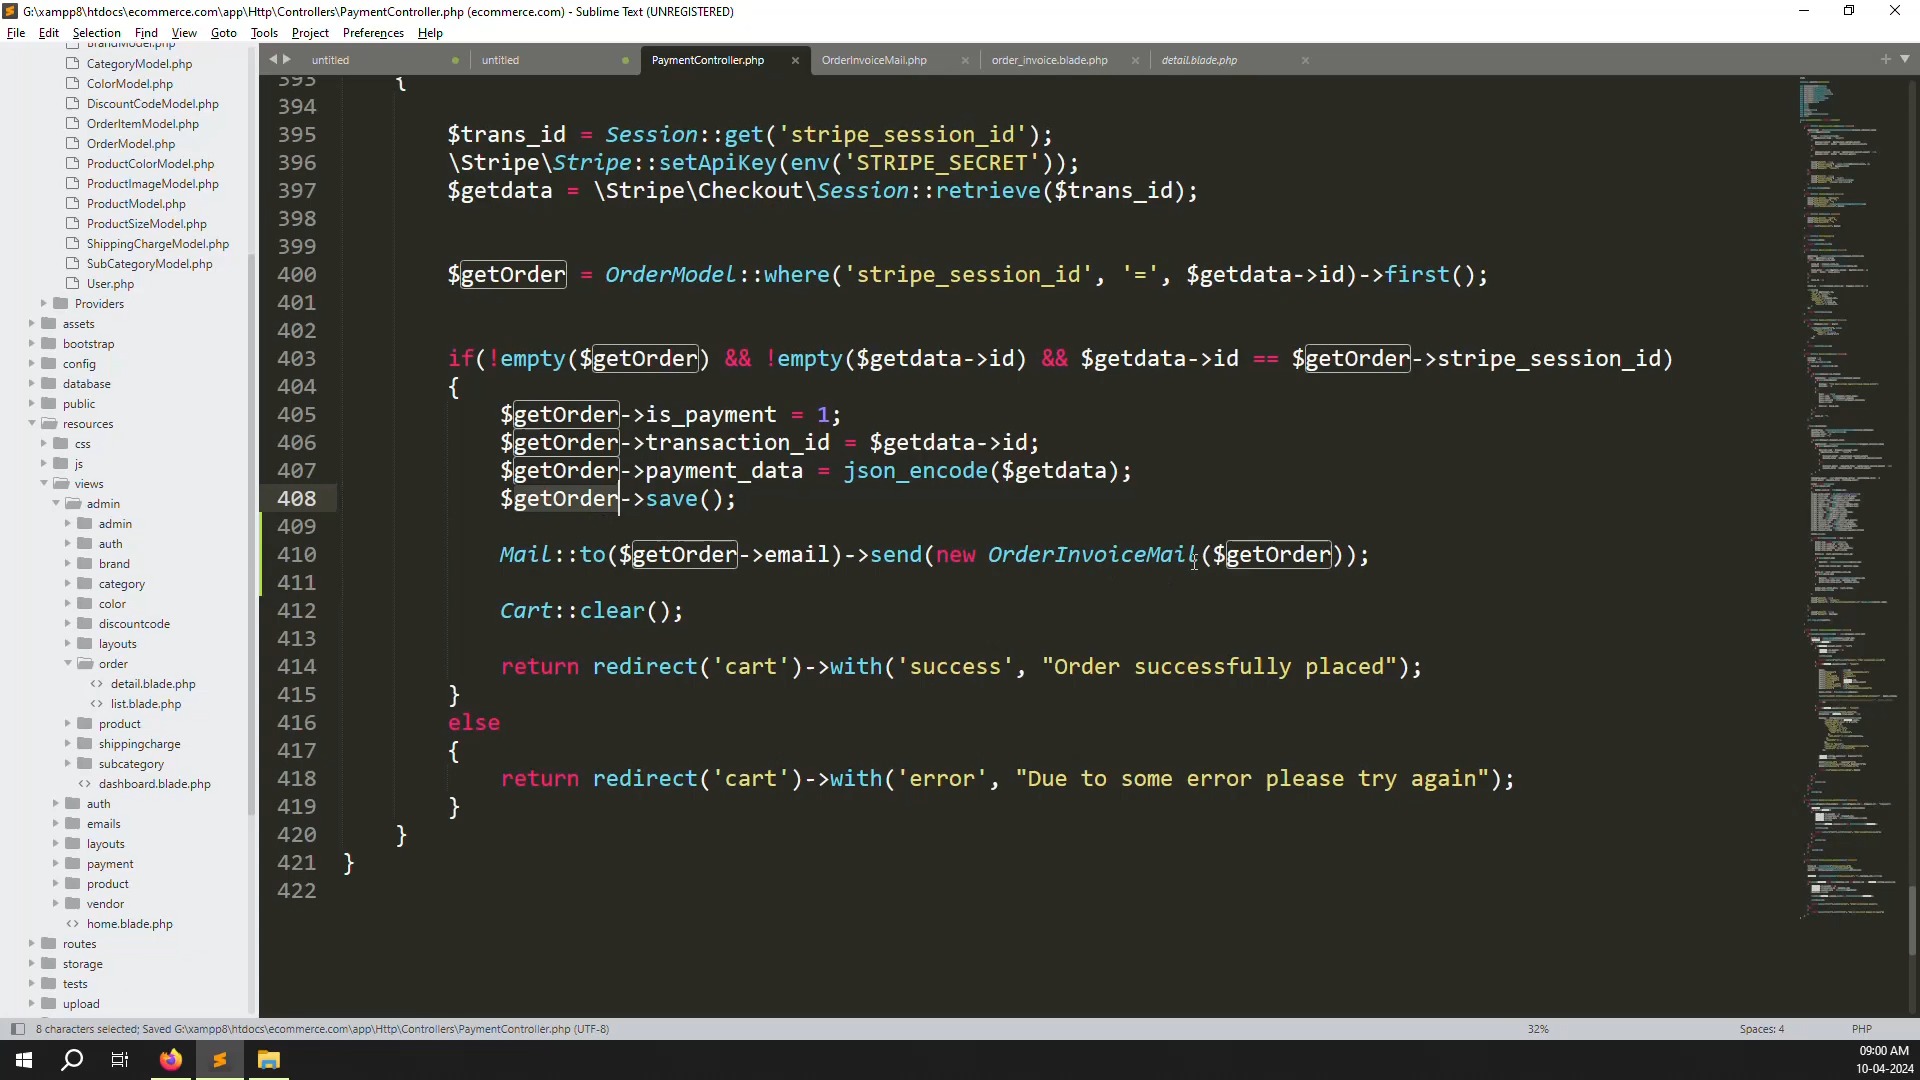 G:\xampp8\htdocs\ecommerce.com\app\Http\Controllers\PaymentController.php (ecommerce.com) - Sublime Text (UNREGISTERED)
File Edit Selection Find View Goto Tools Project Preferences Help
untitled untitled PaymentController.php OrderInvoiceMail.php order_invoice.blade.php detail.blade.php
BrandModel.php
CategoryModel.php
ColorModel.php
DiscountCodeModel.php
OrderItemModel.php
OrderModel.php
ProductColorModel.php
ProductImageModel.php
ProductModel.php
ProductSizeModel.php
ShippingChargeModel.php
SubCategoryModel.php
User.php
Providers
assets
bootstrap
config
database
public
resources
css
js
views
admin
admin
auth
brand
category
color
discountcode
layouts
order
detail.blade.php
list.blade.php
product
shippingcharge
subcategory
dashboard.blade.php
auth
emails
layouts
payment
product
vendor
home.blade.php
routes
storage
tests
upload
393 {
394
395 $trans_id = Session::get('stripe_session_id');
396 \Stripe\Stripe::setApiKey(env('STRIPE_SECRET'));
397 $getdata = \Stripe\Checkout\Session::retrieve($trans_id);
398
399
400 $getOrder = OrderModel::where('stripe_session_id', '=', $getdata->id)->first();
401
402
403 if(!empty($getOrder) && !empty($getdata->id) && $getdata->id == $getOrder->stripe_session_id)
404 {
405 $getOrder->is_payment = 1;
406 $getOrder->transaction_id = $getdata->id;
407 $getOrder->payment_data = json_encode($getdata);
408 $getOrder->save();
409
410 Mail::to($getOrder->email)->send(new OrderInvoiceMail($getOrder));
411
412 Cart::clear();
413
414 return redirect('cart')->with('success', "Order successfully placed");
415 }
416 else
417 {
418 return redirect('cart')->with('error', "Due to some error please try again");
419 }
420 }
421 }
422
8 characters selected; Saved G:\xampp8\htdocs\ecommerce.com\app\Http\Controllers\PaymentController.php (UTF-8) 32% Spaces: 4 PHP
09:00 AM
10-04-2024